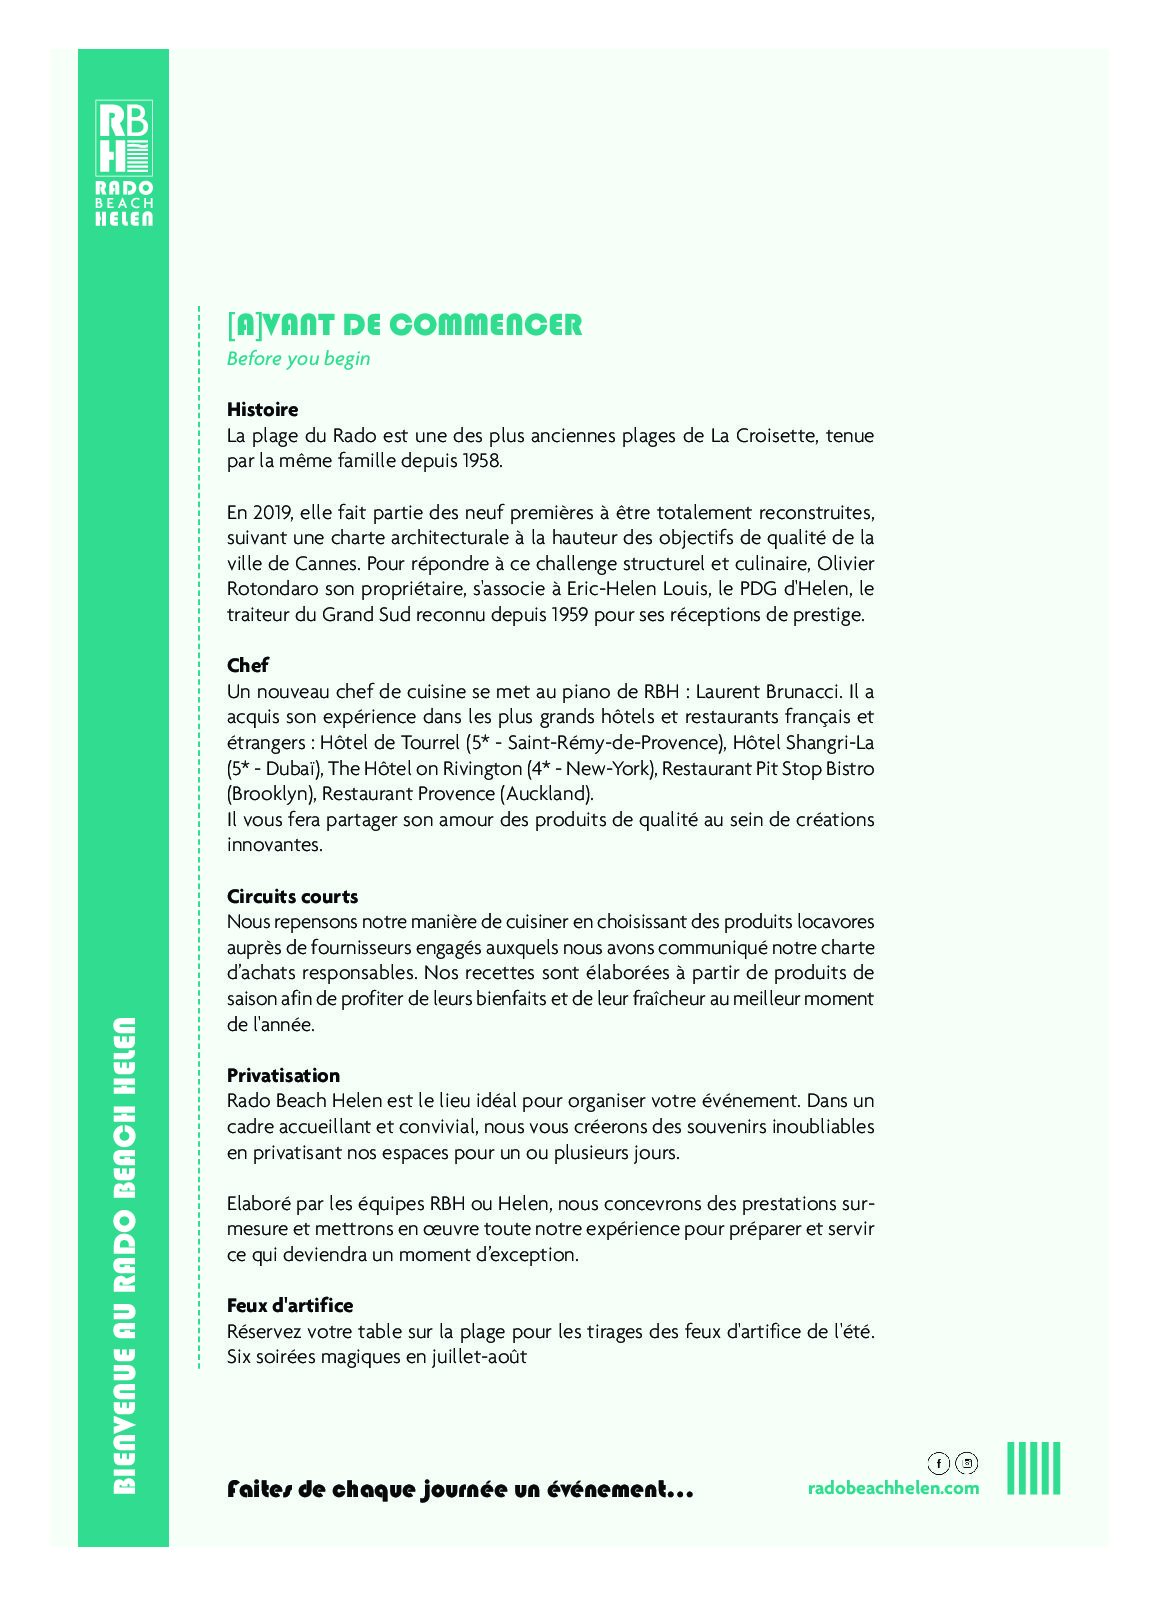 RB
H
RADO
BEACH
HELEN
BIENVENUE AU RADO BEACH HELEN
[A]VANT DE COMMENCER
Before you begin
Histoire
La plage du Rado est une des plus anciennes plages de La Croisette, tenue
par la même famille depuis 1958.
En 2019, elle fait partie des neuf premières à être totalement reconstruites,
suivant une charte architecturale à la hauteur des objectifs de qualité de la
ville de Cannes. Pour répondre à ce challenge structurel et culinaire, Olivier
Rotondaro son propriétaire, s'associe à Eric-Helen Louis, le PDG d'Helen, le
traiteur du Grand Sud reconnu depuis 1959 pour ses réceptions de prestige.
Chef
Un nouveau chef de cuisine se met au piano de RBH : Laurent Brunacci. Il a
acquis son expérience dans les plus grands hôtels et restaurants français et
étrangers : Hôtel de Tourrel (5* - Saint-Rémy-de-Provence), Hôtel Shangri-La
(5* - Dubaï), The Hôtel on Rivington (4* - New-York), Restaurant Pit Stop Bistro
(Brooklyn), Restaurant Provence (Auckland).
Il vous fera partager son amour des produits de qualité au sein de créations
innovantes.
Circuits courts
Nous repensons notre manière de cuisiner en choisissant des produits locavores
auprès de fournisseurs engagés auxquels nous avons communiqué notre charte
d’achats responsables. Nos recettes sont élaborées à partir de produits de
saison afin de profiter de leurs bienfaits et de leur fraîcheur au meilleur moment
de l'année.
Privatisation
Rado Beach Helen est le lieu idéal pour organiser votre événement. Dans un
cadre accueillant et convivial, nous vous créerons des souvenirs inoubliables
en privatisant nos espaces pour un ou plusieurs jours.
Elaboré par les équipes RBH ou Helen, nous concevrons des prestations sur-
mesure et mettrons en œuvre toute notre expérience pour préparer et servir
ce qui deviendra un moment d’exception.
Feux d'artifice
Réservez votre table sur la plage pour les tirages des feux d'artifice de l'été.
Six soirées magiques en juillet-août
Faites de chaque journée un événement...
radobeachhelen.com